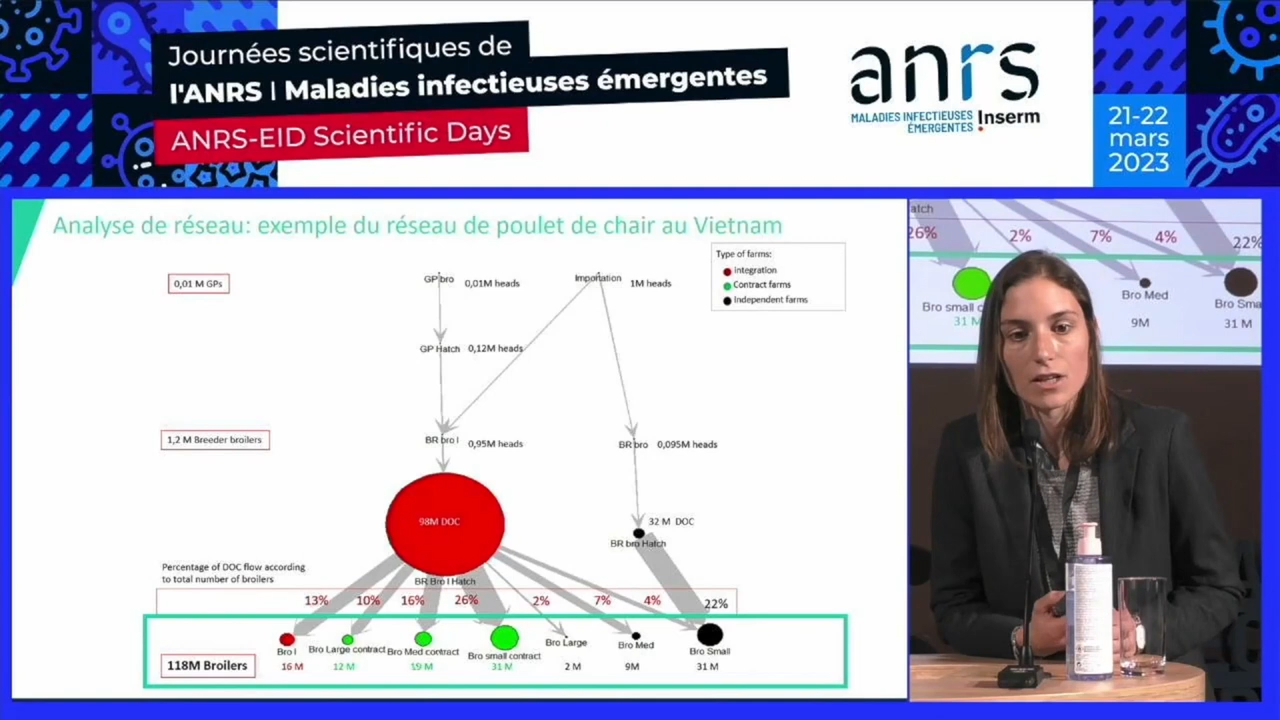 Journées scientifiques de
l'ANRS | Maladies infectieuses émergentes
ANRS-EID Scientific Days
anrs
MALADIES INFECTIEUSES
ÉMERGENTES Inserm
21-22
mars
2023
Analyse de réseau: exemple du réseau de poulet de chair au Vietnam
Type of farms:
Integration
Contract farms
Independent farms
0,01 M GPs
GP bro 0,01M heads
Importation 1M heads
GP Hatch 0,12M heads
1,2 M Breeder broilers
BR bro I 0,95M heads
BR bro 0,095M heads
98M DOC
32 M DOC
BR bro Hatch
Percentage of DOC flow according
to total number of broilers
BR Bro I Hatch
13% 10% 16% 26% 2% 7% 4% 22%
Bro I Bro Large contract Bro Med contract Bro small contract Bro Large Bro Med Bro Small
118M Broilers
16 M 12 M 19 M 31 M 2 M 9M 31 M
atch
26% 2% 7% 4% 22%
Bro small co Bro Med Bro Sma
31 M 9M 31 M